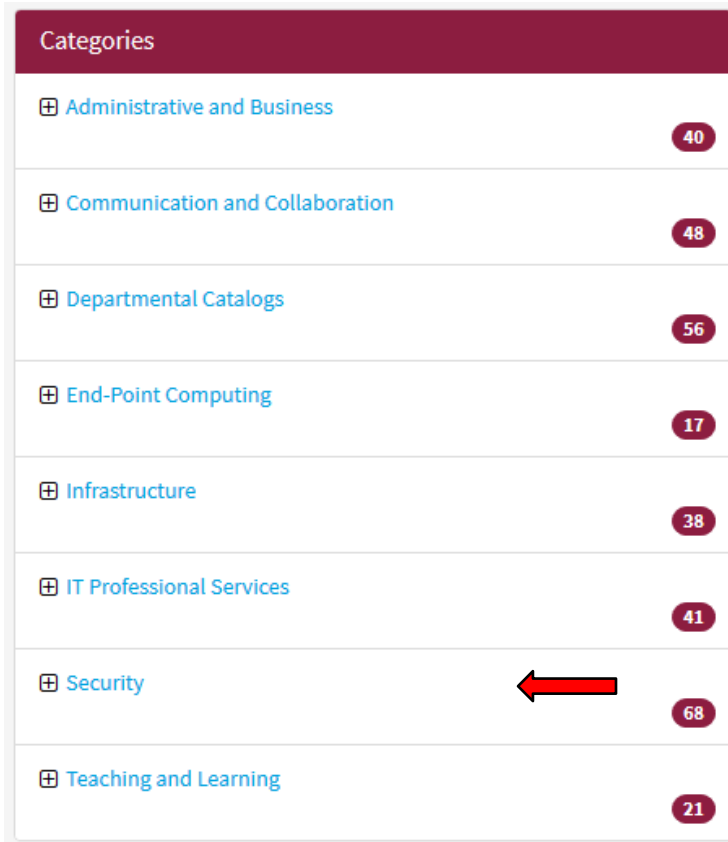 Categories
Administrative and Business
40
Communication and Collaboration
48
Departmental Catalogs
56
End-Point Computing
17
Infrastructure
38
IT Professional Services
41
Security
68
Teaching and Learning
21